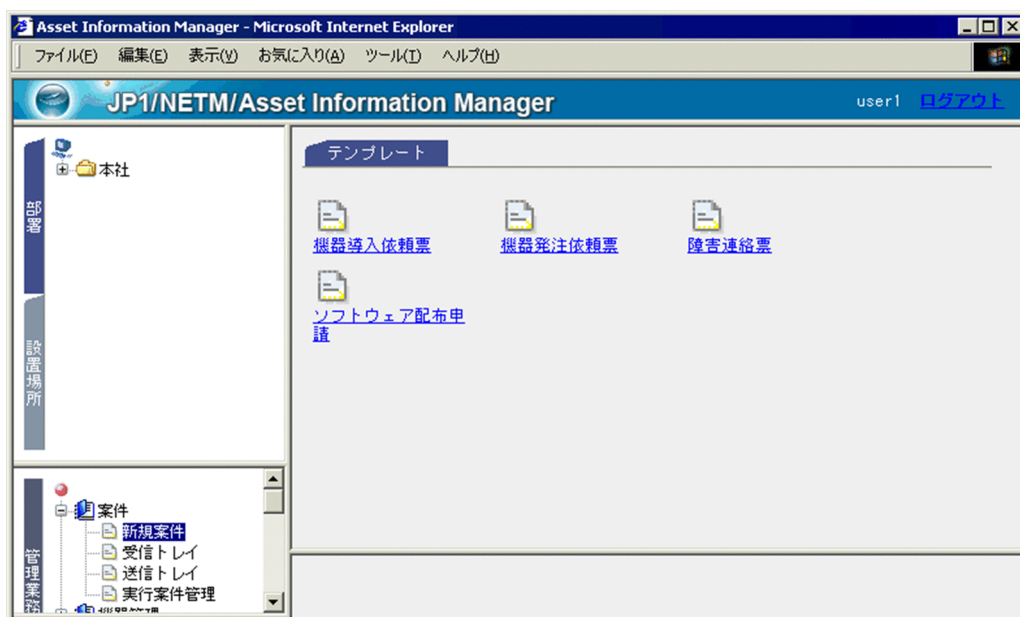 Asset Information Manager - Microsoft Internet Explorer
ファイル(F) 編集(E) 表示(V) お気に入り(A) ツール(T) ヘルプ(H)
JP1/NETM/Asset Information Manager
user1 ログアウト
部署
本社
設置場所
テンプレート
機器導入依頼票
機器発注依頼票
障害連絡票
ソフトウェア配布申
請
管理業務
案件
新規案件
受信トレイ
送信トレイ
実行案件管理
機器管理